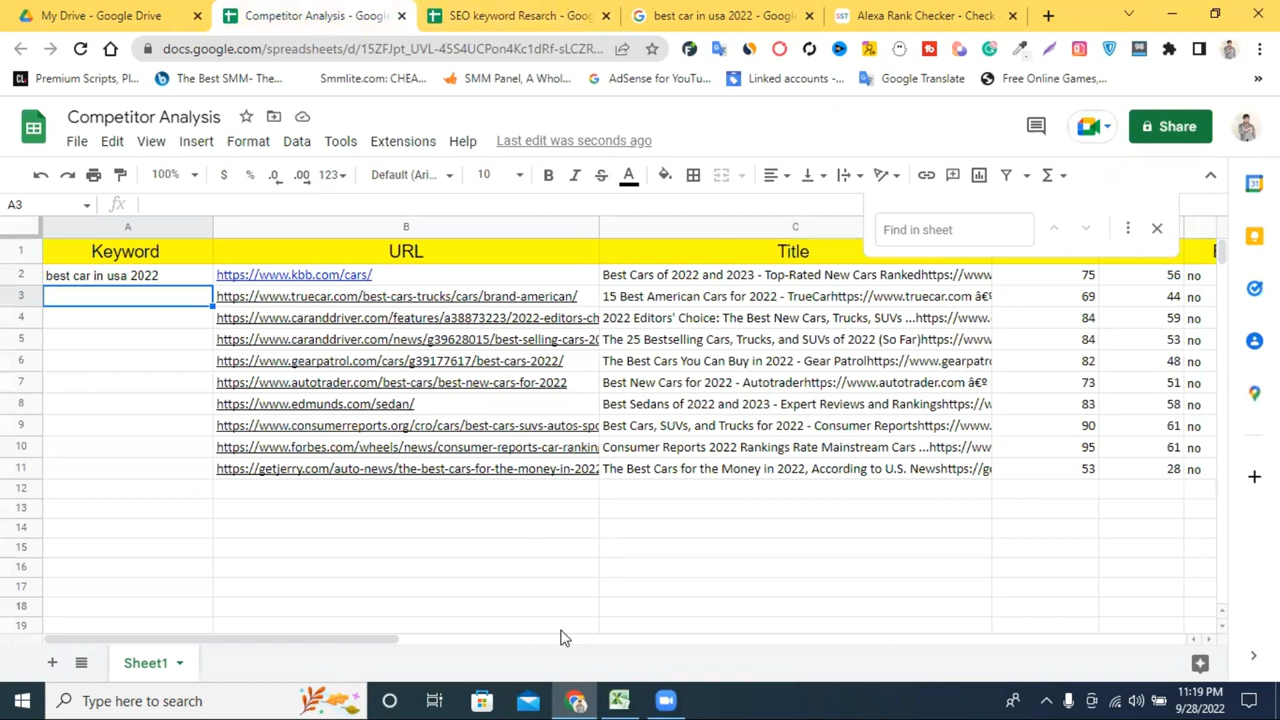 My Drive - Google Drive
Competitor Analysis - Google
SEO keyword Resarch - Goog
best car in usa 2022 - Google
Alexa Rank Checker - Check
docs.google.com/spreadsheets/d/15ZFJpt_UVL-45S4UCPon4Kc1dRf-sLCZR...
Premium Scripts, Pl...
The Best SMM- The...
Smmlite.com: CHEA...
SMM Panel, A Whol...
AdSense for YouTu...
Linked accounts -...
Google Translate
Free Online Games,...
Competitor Analysis
Share
File
Edit
View
Insert
Format
Data
Tools
Extensions
Help
Last edit was seconds ago
100%
$
%
.0
.00
123
Default (Ari...
10
B
I
S
A
A3
fx
Find in sheet
A
B
C
1 Keyword URL Title
2 best car in usa 2022 https://www.kbb.com/cars/ Best Cars of 2022 and 2023 - Top-Rated New Cars Rankedhttps://www 75 56 no
3 https://www.truecar.com/best-cars-trucks/cars/brand-american/ 15 Best American Cars for 2022 - TrueCarhttps://www.truecar.com â€º 69 44 no
4 https://www.caranddriver.com/features/a38873223/2022-editors-ch 2022 Editors' Choice: The Best New Cars, Trucks, SUVs ...https://www 84 59 no
5 https://www.caranddriver.com/news/g39628015/best-selling-cars-20 The 25 Bestselling Cars, Trucks, and SUVs of 2022 (So Far)https://www 84 53 no
6 https://www.gearpatrol.com/cars/g39177617/best-cars-2022/ The Best Cars You Can Buy in 2022 - Gear Patrolhttps://www.gearpatr 82 48 no
7 https://www.autotrader.com/best-cars/best-new-cars-for-2022 Best New Cars for 2022 - Autotraderhttps://www.autotrader.com â€º 73 51 no
8 https://www.edmunds.com/sedan/ Best Sedans of 2022 and 2023 - Expert Reviews and Rankingshttps://w 83 58 no
9 https://www.consumerreports.org/cro/cars/best-cars-suvs-autos-spo Best Cars, SUVs, and Trucks for 2022 - Consumer Reportshttps://www 90 61 no
10 https://www.forbes.com/wheels/news/consumer-reports-car-rankin Consumer Reports 2022 Rankings Rate Mainstream Cars ...https://ww 95 61 no
11 https://getjerry.com/auto-news/the-best-cars-for-the-money-in-2022 The Best Cars for the Money in 2022, According to U.S. Newshttps://ge 53 28 no
12
13
14
15
16
17
18
19
Sheet1
Type here to search
11:19 PM
9/28/2022